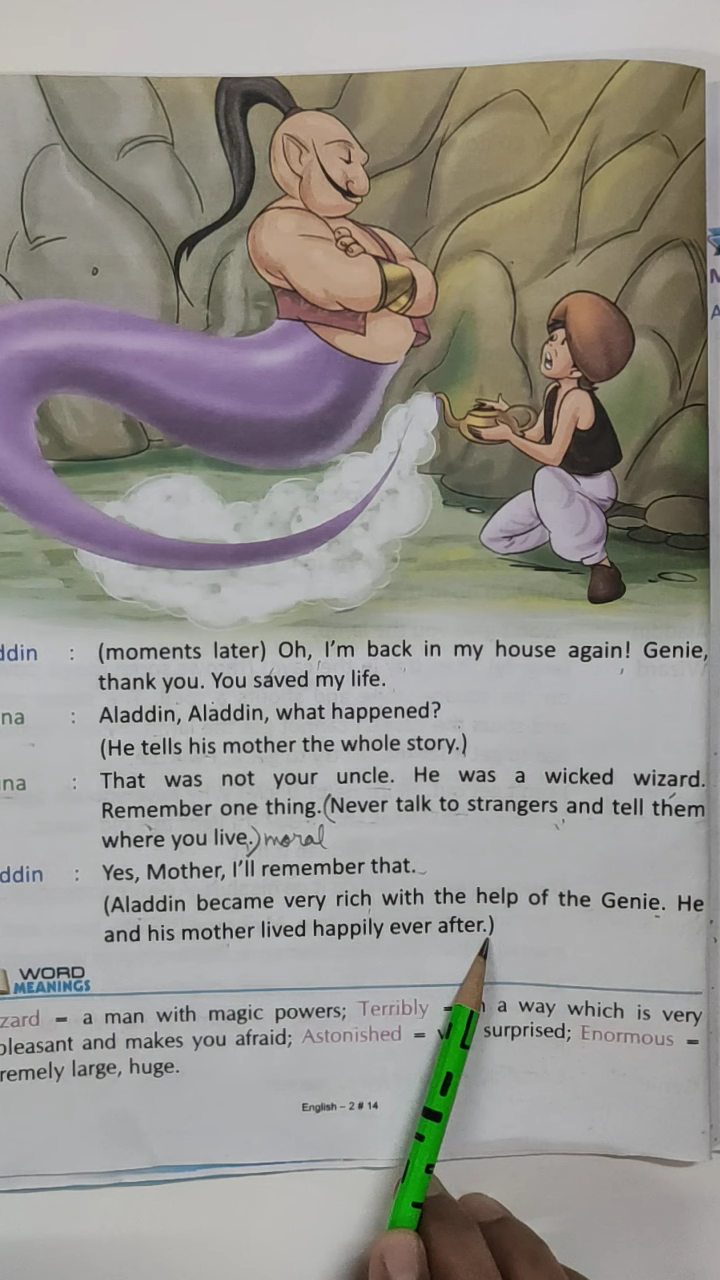 ddin : (moments later) Oh, I'm back in my house again! Genie,
thank you. You saved my life.
na : Aladdin, Aladdin, what happened?
(He tells his mother the whole story.)
na : That was not your uncle. He was a wicked wizard.
Remember one thing. (Never talk to strangers and tell them
where you live.) moral
ddin : Yes, Mother, I'll remember that.
(Aladdin became very rich with the help of the Genie. He
and his mother lived happily ever after.)
WORD
MEANINGS
zard = a man with magic powers; Terribly = a way which is very
pleasant and makes you afraid; Astonished = surprised; Enormous =
remely large, huge.
English – 2 # 14